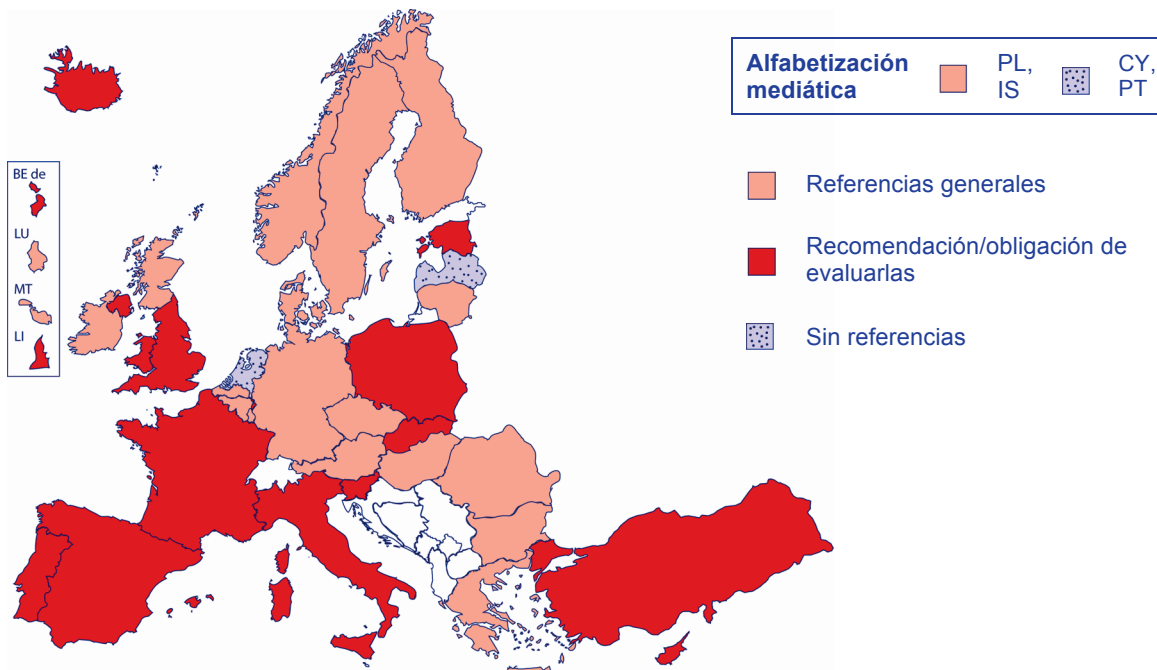 Alfabetización
mediática
PL,
IS
CY,
PT
BE de
LU
MT
LI
Referencias generales
Recomendación/obligación de
evaluarlas
Sin referencias